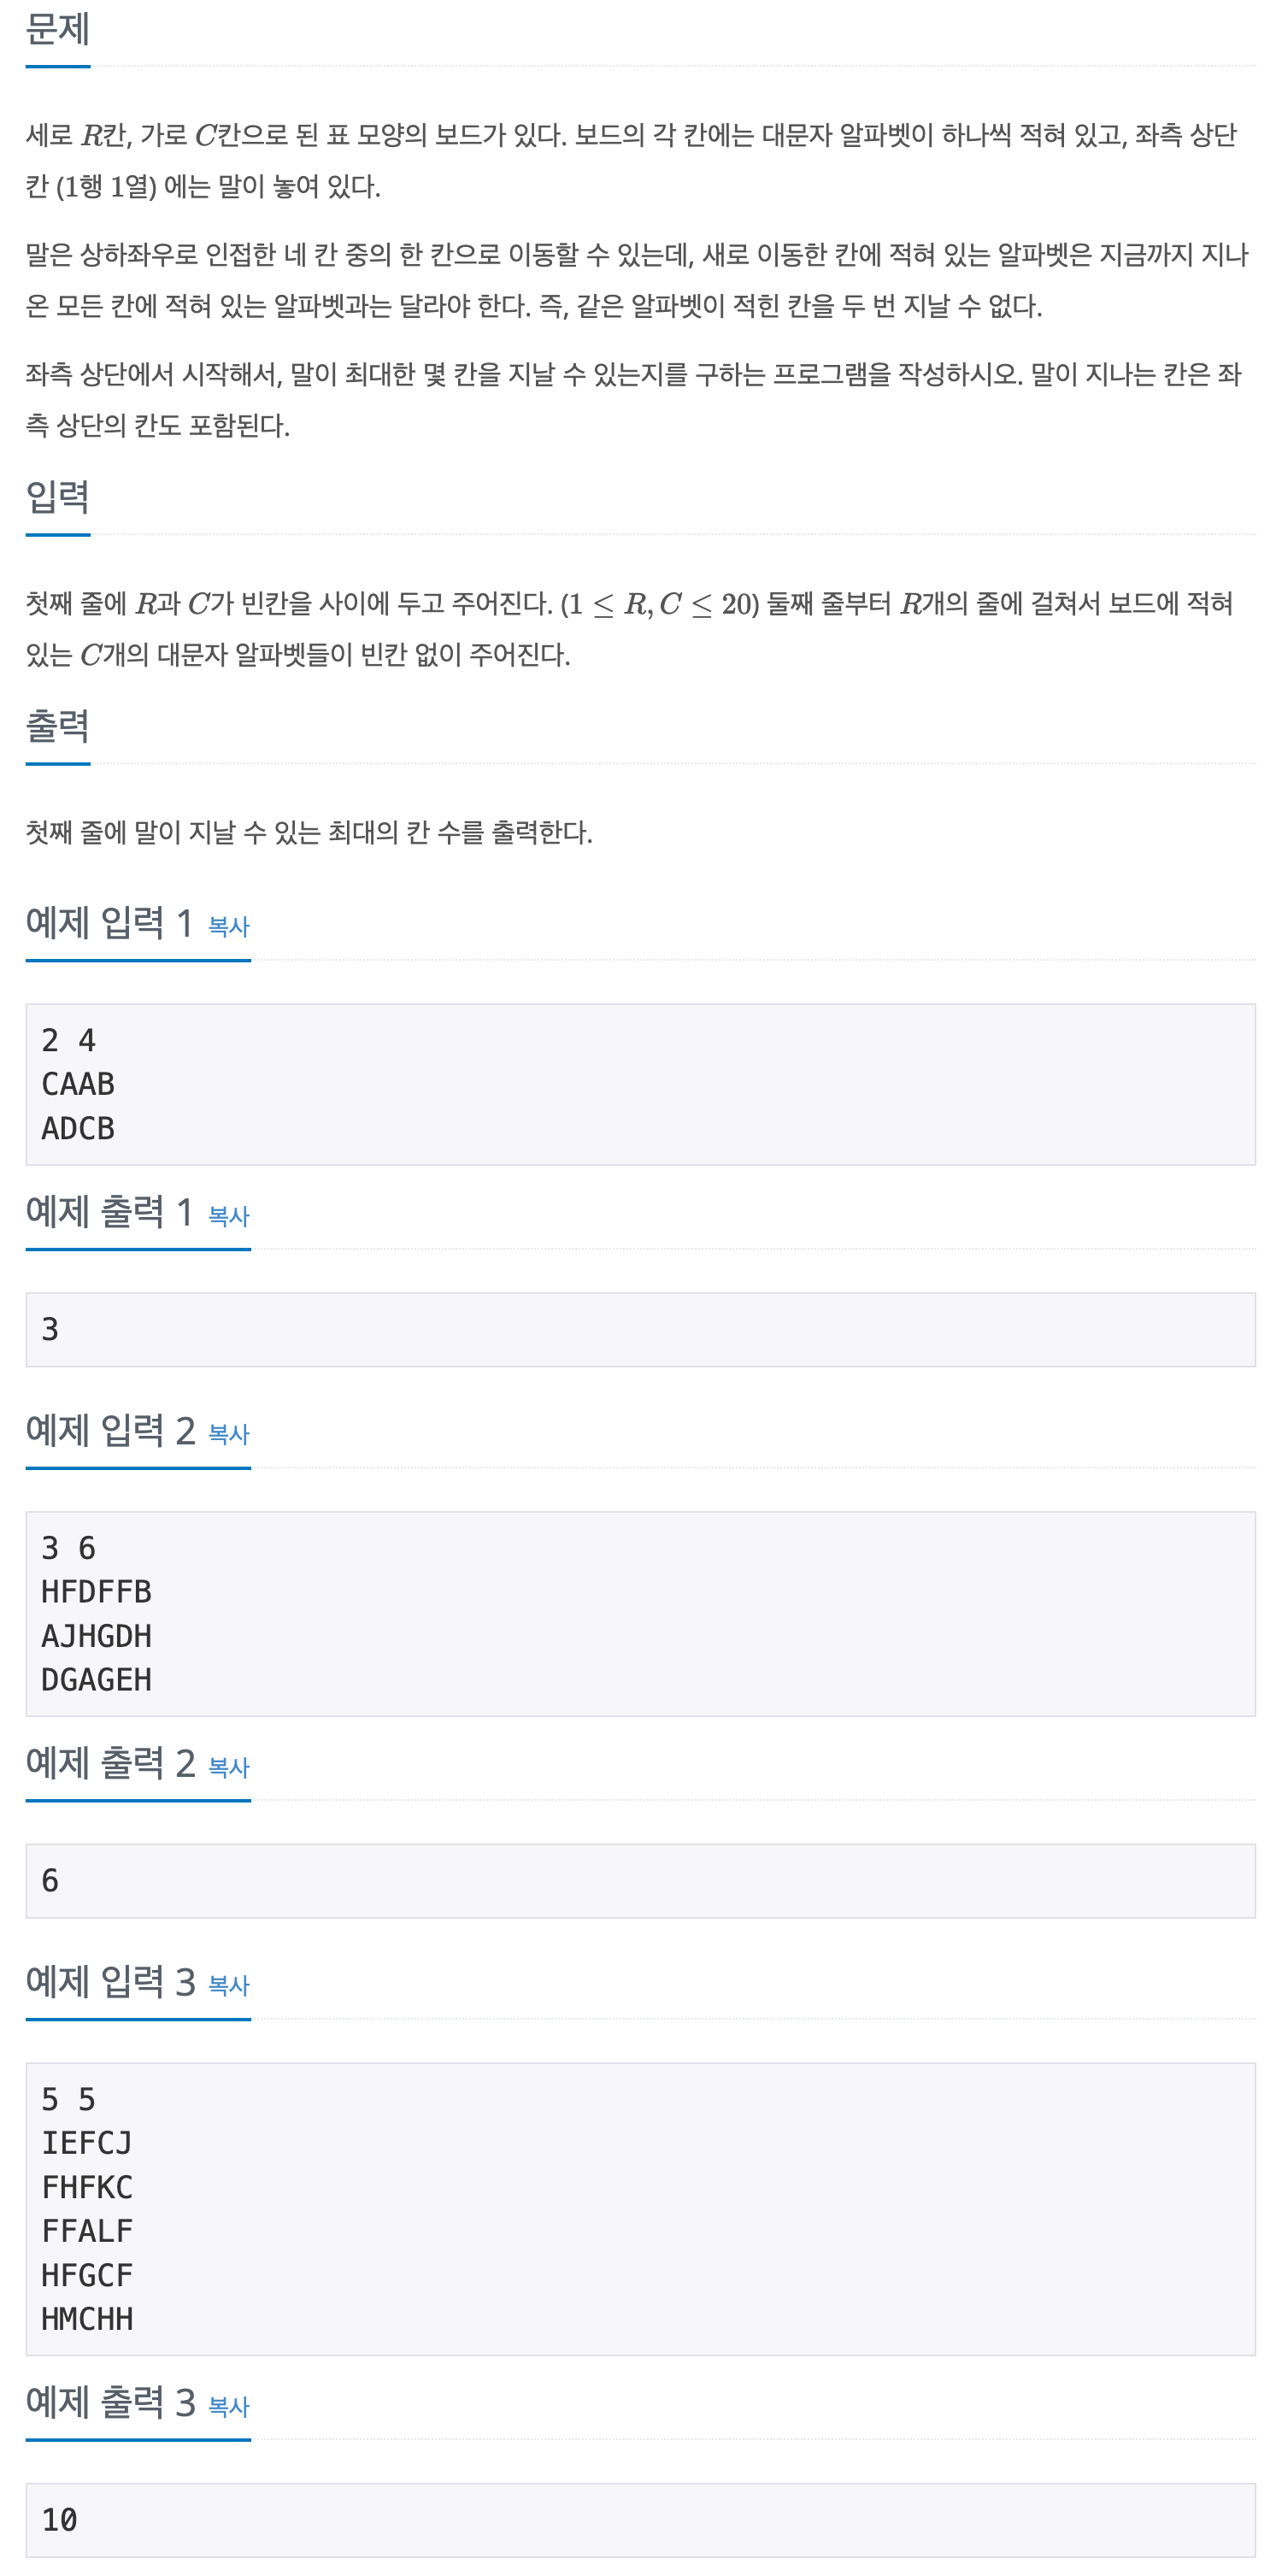 문제
세로 R칸, 가로 C칸으로 된 표 모양의 보드가 있다. 보드의 각 칸에는 대문자 알파벳이 하나씩 적혀 있고, 좌측 상단
칸 (1행 1열) 에는 말이 놓여 있다.
말은 상하좌우로 인접한 네 칸 중의 한 칸으로 이동할 수 있는데, 새로 이동한 칸에 적혀 있는 알파벳은 지금까지 지나
온 모든 칸에 적혀 있는 알파벳과는 달라야 한다. 즉, 같은 알파벳이 적힌 칸을 두 번 지날 수 없다.
좌측 상단에서 시작해서, 말이 최대한 몇 칸을 지날 수 있는지를 구하는 프로그램을 작성하시오. 말이 지나는 칸은 좌
측 상단의 칸도 포함된다.
입력
첫째 줄에 R과 C가 빈칸을 사이에 두고 주어진다. (1 ≤ R, C ≤ 20) 둘째 줄부터 R개의 줄에 걸쳐서 보드에 적혀
있는 C개의 대문자 알파벳들이 빈칸 없이 주어진다.
출력
첫째 줄에 말이 지날 수 있는 최대의 칸 수를 출력한다.
예제 입력 1 복사
2 4
CAAB
ADCB
예제 출력 1 복사
3
예제 입력 2 복사
3 6
HFDFFB
AJHGDH
DGAGEH
예제 출력 2 복사
6
예제 입력 3 복사
5 5
IEFCJ
FHFKC
FFALF
HFGCF
HMCHH
예제 출력 3 복사
10